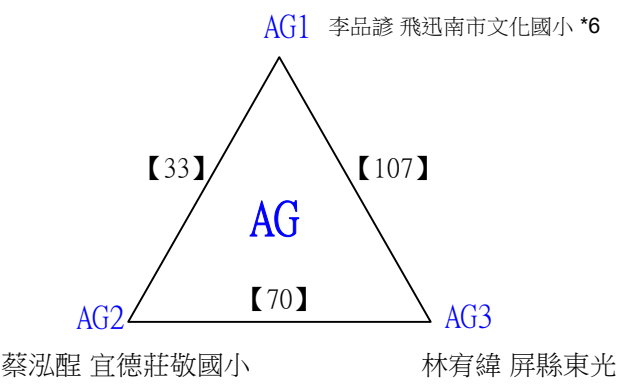 AG1 李品諺 飛迅南市文化國小 *6
【33】 【107】
AG
【70】
AG2 AG3
蔡泓酲 宜德莊敬國小 林宥緯 屏縣東光